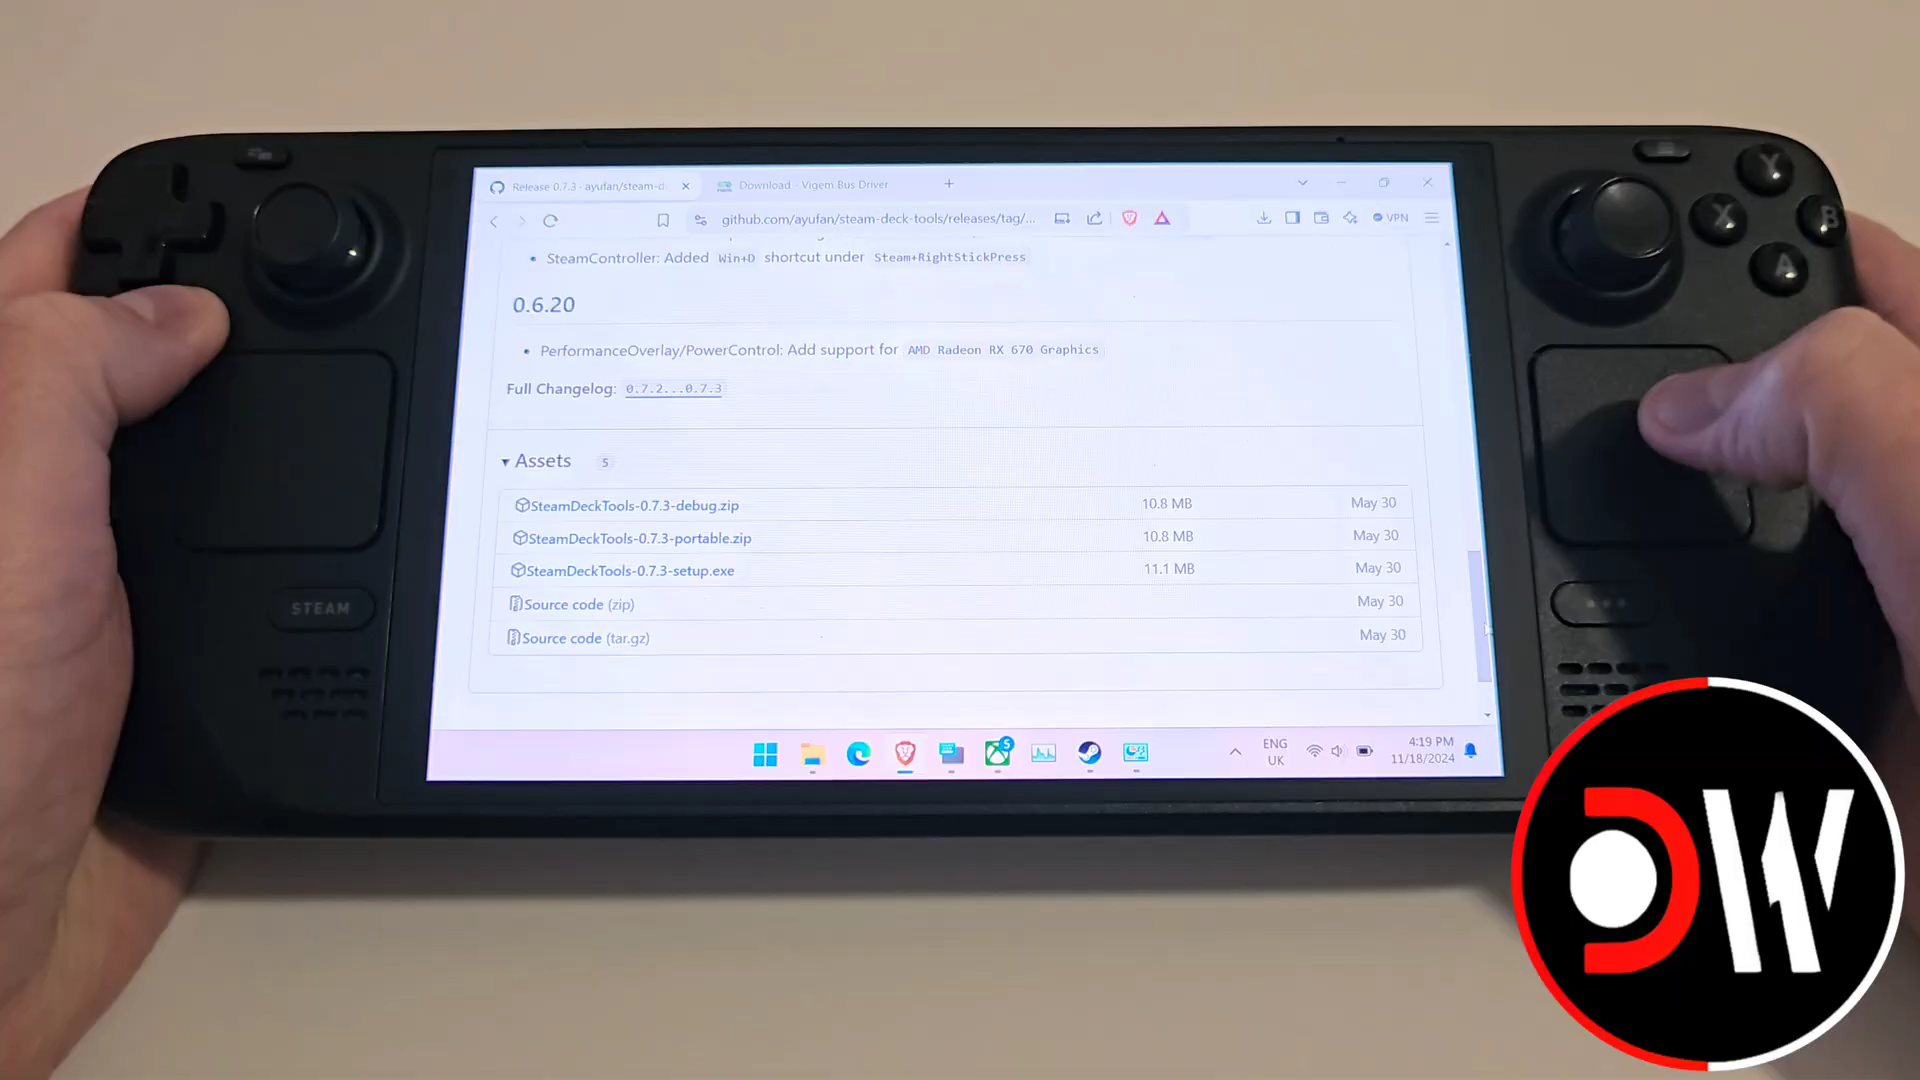 Release 0.7.3 · ayufan/steam-d
Download - Vigem Bus Driver
github.com/ayufan/steam-deck-tools/releases/tag/...
VPN
SteamController: Added Win+D shortcut under Steam+RightStickPress
0.6.20
PerformanceOverlay/PowerControl: Add support for AMD Radeon RX 670 Graphics
Full Changelog: 0.7.2...0.7.3
Assets 5
SteamDeckTools-0.7.3-debug.zip 10.8 MB May 30
SteamDeckTools-0.7.3-portable.zip 10.8 MB May 30
SteamDeckTools-0.7.3-setup.exe 11.1 MB May 30
Source code (zip) May 30
Source code (tar.gz) May 30
5
ENG
UK
4:19 PM
11/18/2024
STEAM
Y
X
B
A
DW